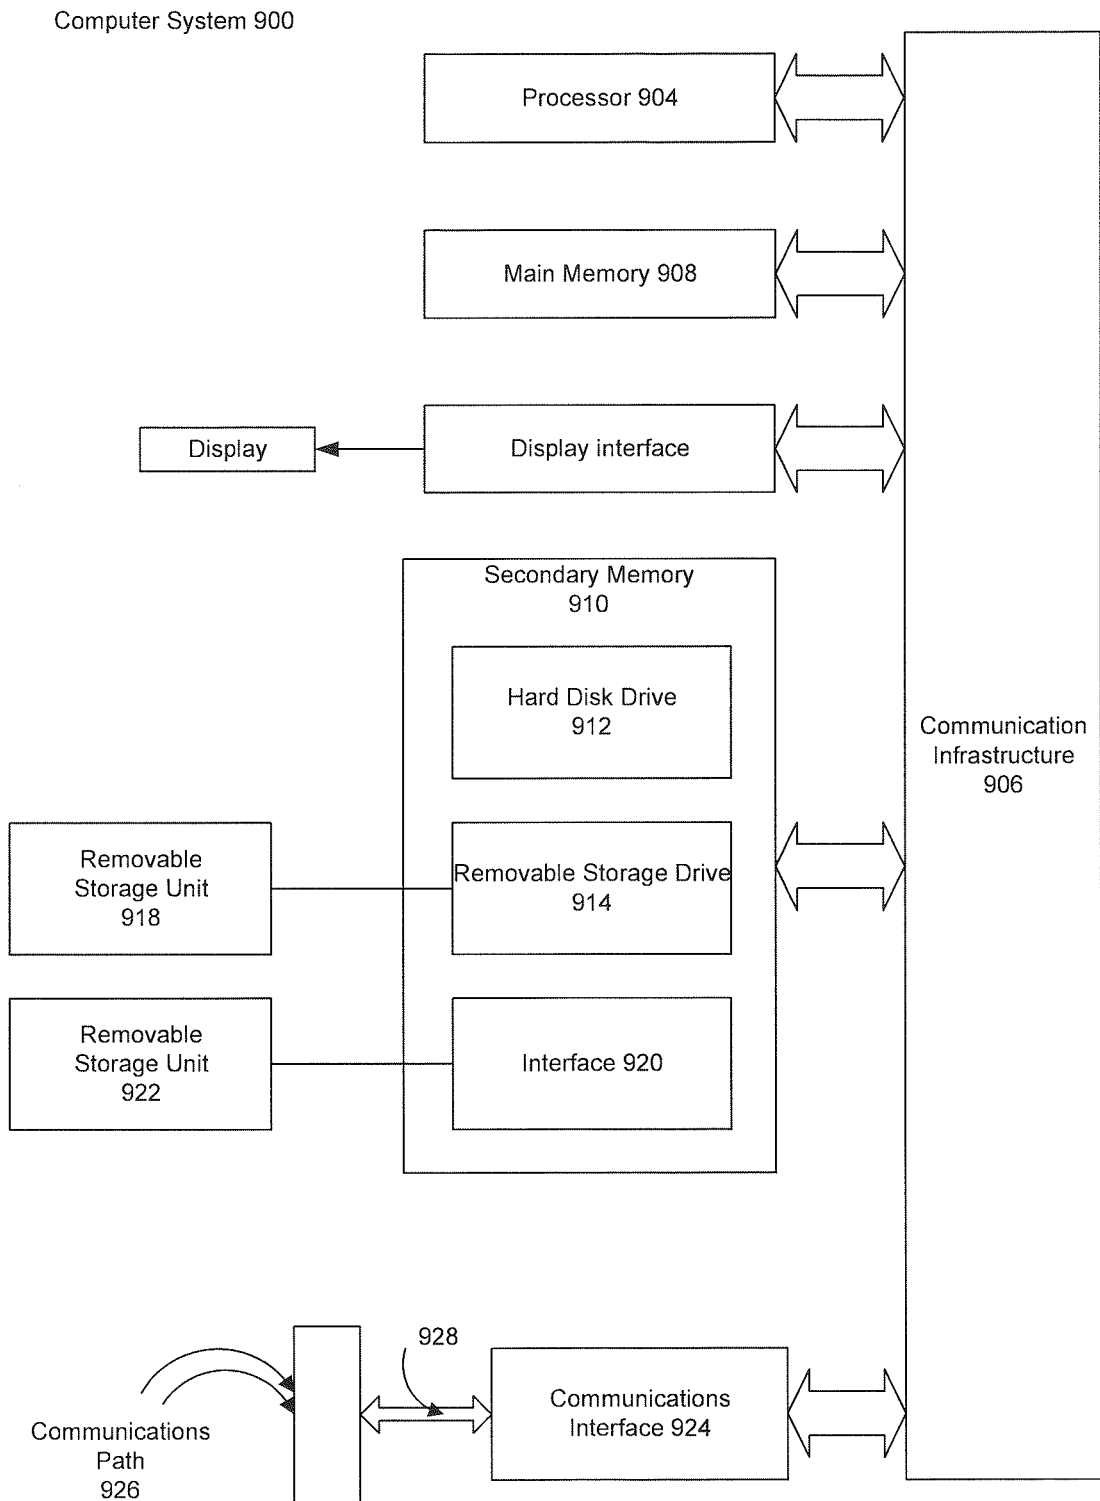 Computer System 900
Processor 904
Main Memory 908
Display
Display interface
Secondary Memory
910
Hard Disk Drive
912
Communication
Infrastructure
906
Removable
Storage Unit
918
Removable Storage Drive
914
Removable
Storage Unit
922
Interface 920
928
Communications
Interface 924
Communications
Path
926